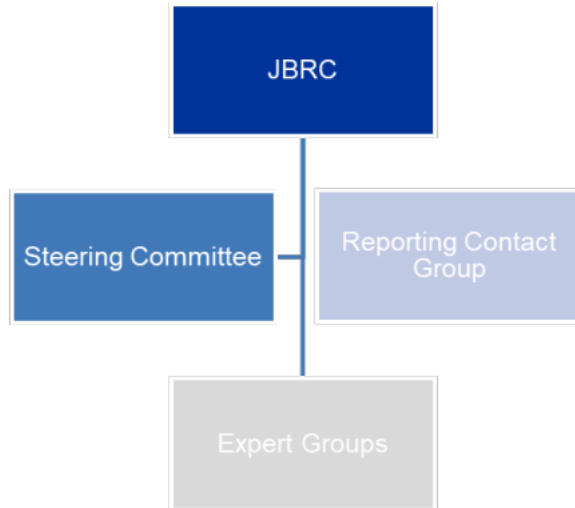 JBRC
Steering Committee
Reporting Contact
Group
Expert Groups